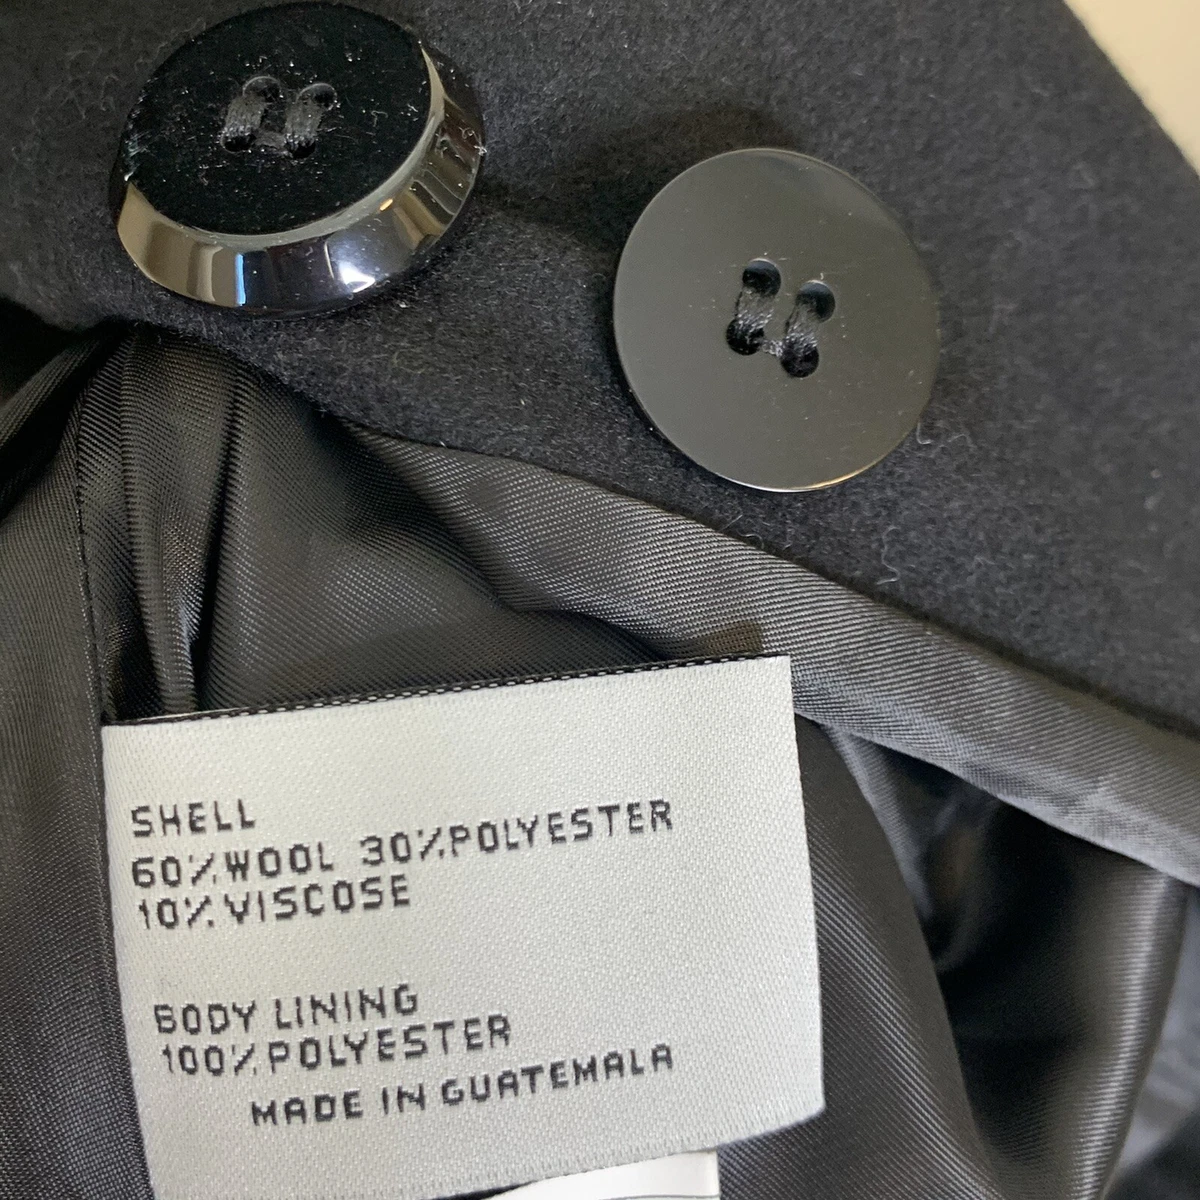 SHELL
60%WOOL 30%POLYESTER
10%VISCOSE
BODY LINING
100%POLYESTER
MADE IN GUATEMALA